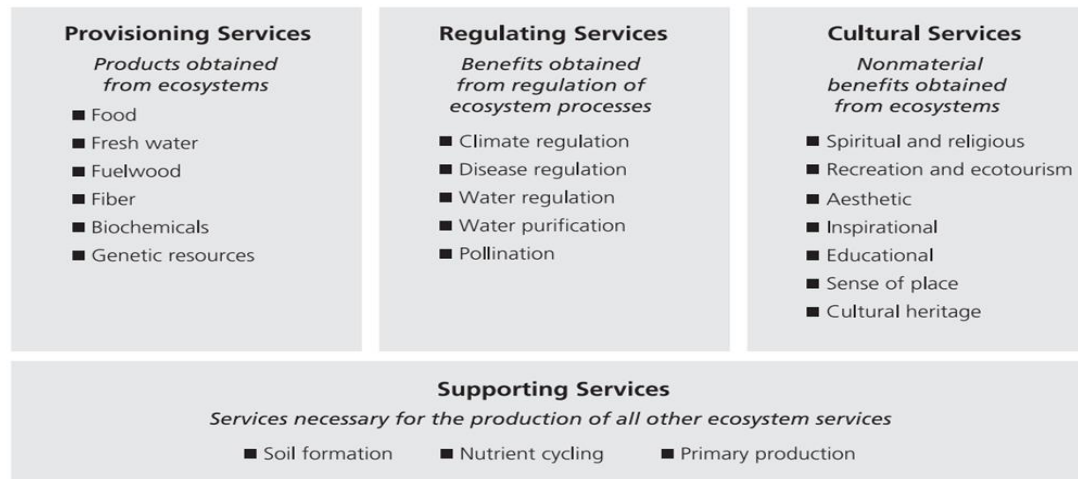 Provisioning Services
Products obtained
from ecosystems
■ Food
■ Fresh water
■ Fuelwood
■ Fiber
■ Biochemicals
■ Genetic resources
Regulating Services
Benefits obtained
from regulation of
ecosystem processes
■ Climate regulation
■ Disease regulation
■ Water regulation
■ Water purification
■ Pollination
Cultural Services
Nonmaterial
benefits obtained
from ecosystems
■ Spiritual and religious
■ Recreation and ecotourism
■ Aesthetic
■ Inspirational
■ Educational
■ Sense of place
■ Cultural heritage
Supporting Services
Services necessary for the production of all other ecosystem services
■ Soil formation ■ Nutrient cycling ■ Primary production